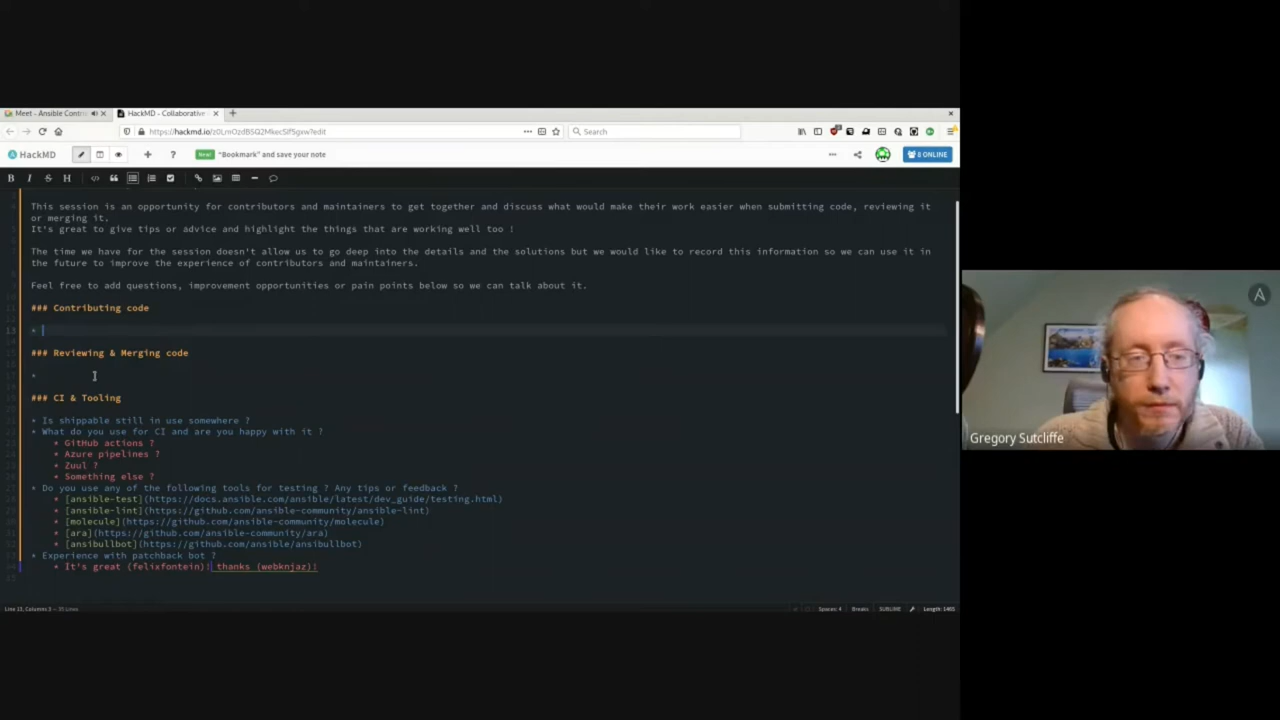 Meet - Ansible Contri
HackMD - Collaborative
Search
HackMD
New!
"Bookmark" and save your note
8 ONLINE
This session is an opportunity for contributors and maintainers to get together and discuss what would make their work easier when submitting code, reviewing it
or merging it.
It's great to give tips or advice and highlight the things that are working well too !
The time we have for the session doesn't allow us to go deep into the details and the solutions but we would like to record this information so we can use it in
the future to improve the experience of contributors and maintainers.
Feel free to add questions, improvement opportunities or pain points below so we can talk about it.
### Contributing code
*
### Reviewing & Merging code
*
### CI & Tooling
* Is shippable still in use somewhere ?
* What do you use for CI and are you happy with it ?
* GitHub actions ?
* Azure pipelines ?
* Zuul ?
* Something else ?
* Do you use any of the following tools for testing ? Any tips or feedback ?
* [ansible-test](https://docs.ansible.com/ansible/latest/dev_guide/testing.html)
* [ansible-lint](https://github.com/ansible-community/ansible-lint)
* [molecule](https://github.com/ansible-community/molecule)
* [ara](https://github.com/ansible-community/ara)
* [ansibullbot](https://github.com/ansible/ansibullbot)
* Experience with patchback bot ?
* It's great (felixfontein)! thanks (webknjaz)!
Spaces: 4
Breaks
SUBLIME
Gregory Sutcliffe